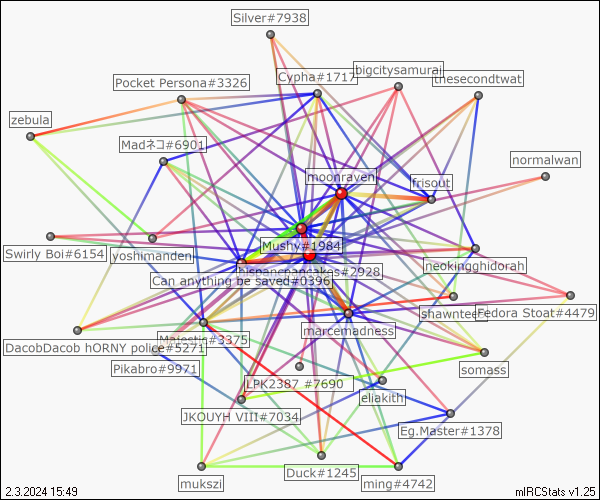 Silver#7938
Cypha#1717
bigcitysamurai
thesecondtwat
Pocket Persona#3326
zebula
Madネコ#6901
normalwan
moonraven
frisout
Mushy#1984
Swirly Boi#6154
yoshimanden
neokingghidorah
hispancpancakes#2928
Can anything be saved#0396
shawnteer
Fedora Stoat#4479
marcemadness
Majestic#3375
DacobDacob hORNY police#5271
Pikabro#9971
somass
LPK2387 #7690
eliakith
JKOUYH VIII#7034
Eg.Master#1378
Duck#1245
mukszi
ming#4742
2.3.2024 15:49
mIRCStats v1.25